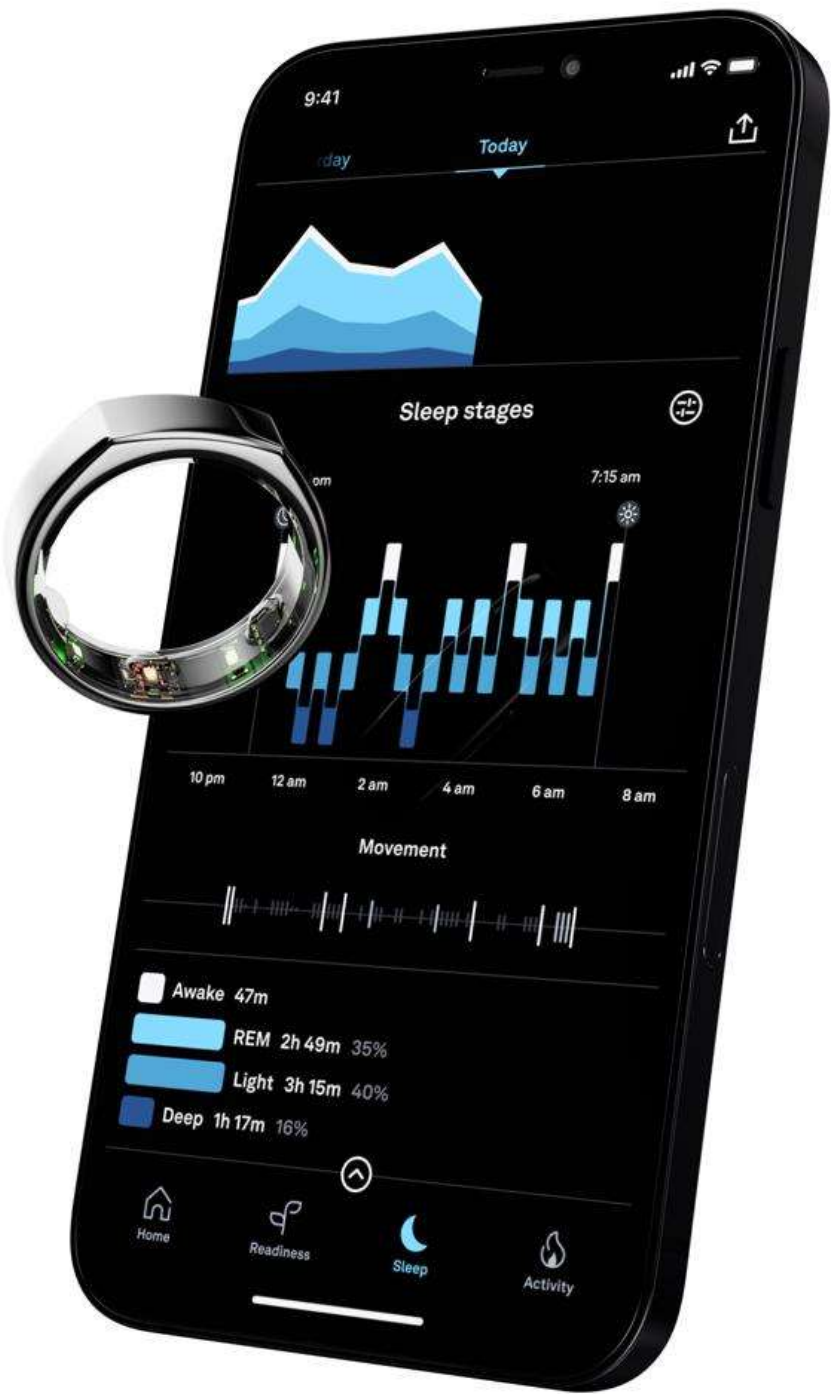 9:41
rday
Today
Sleep stages
7:15 am
10 pm 12 am 2 am 4 am 6 am 8 am
Movement
Awake 47m
REM 2h 49m 35%
Light 3h 15m 40%
Deep 1h 17m 16%
Home Readiness Sleep Activity